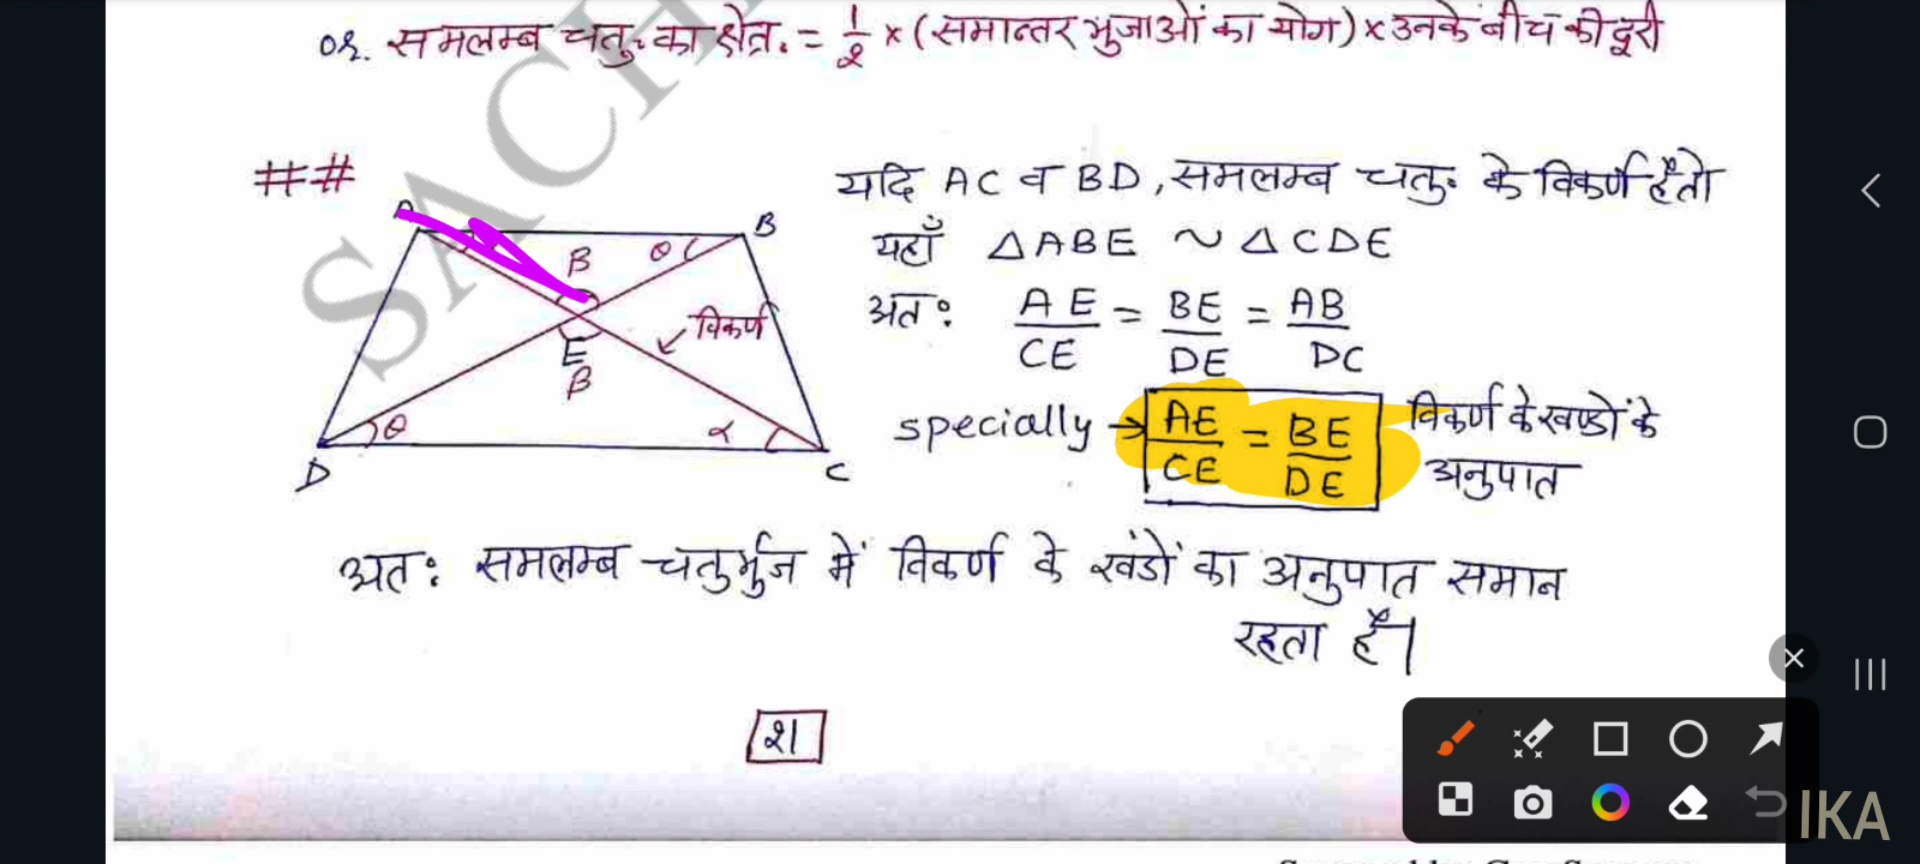 or. समलम्ब चतु. का क्षेत्र. = 1/2 × (समान्तर भुजाओं का योग) × उनके बीच की दूरी
SACH
## यदि AC व BD, समलम्ब चतु. के विकर्ण हैं तो
A B
यहाँ △ABE ~ △CDE
β θ
अतः AE/CE = BE/DE = AB/DC
विकर्ण
E
β
θ α
D C
specially → AE/CE = BE/DE विकर्ण के खण्डों के
अनुपात
अतः समलम्ब चतुर्भुज में विकर्ण के खंडों का अनुपात समान
रहता है।
21
IKA